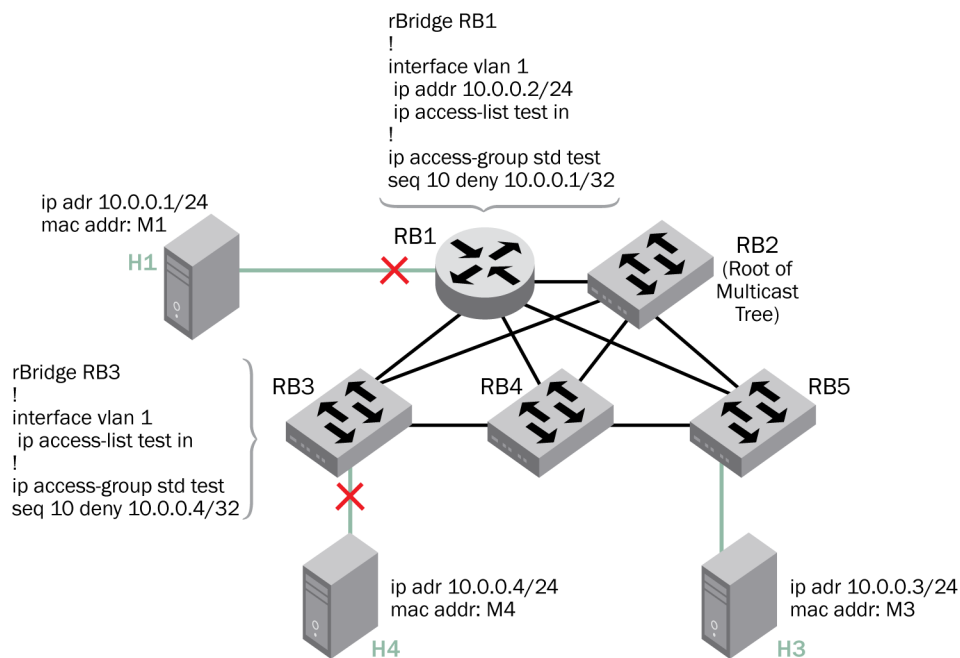 rBridge RB1
!
interface vlan 1
ip addr 10.0.0.2/24
ip access-list test in
!
ip access-group std test
seq 10 deny 10.0.0.1/32
ip adr 10.0.0.1/24
mac addr: M1
H1
RB1
RB2
(Root of
Multicast
Tree)
rBridge RB3
!
interface vlan 1
ip access-list test in
!
ip access-group std test
seq 10 deny 10.0.0.4/32
RB3
RB4
RB5
ip adr 10.0.0.4/24
mac addr: M4
H4
ip adr 10.0.0.3/24
mac addr: M3
H3